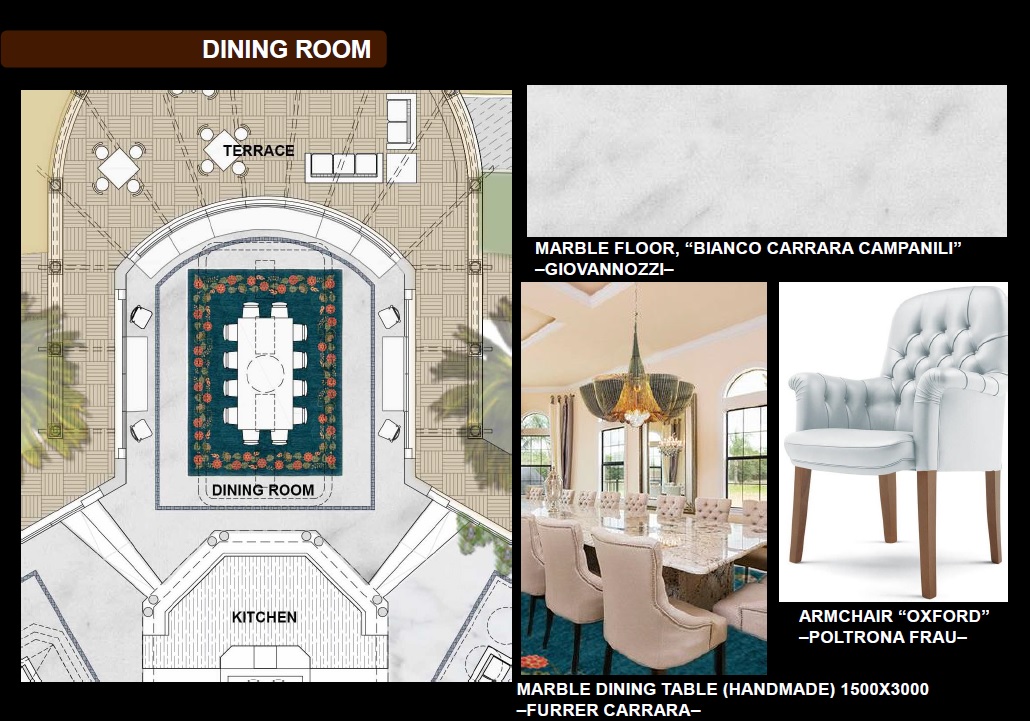 DINING ROOM
TERRACE
DINING ROOM
KITCHEN
MARBLE FLOOR, “BIANCO CARRARA CAMPANILI”
–GIOVANNOZZI–
ARMCHAIR “OXFORD”
–POLTRONA FRAU–
MARBLE DINING TABLE (HANDMADE) 1500X3000
–FURRER CARRARA–